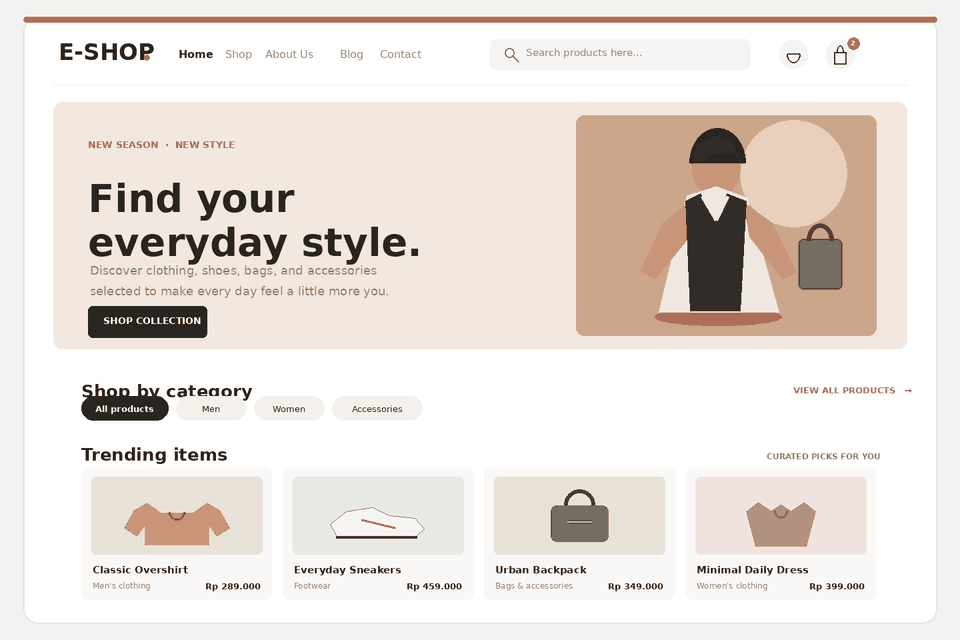 E-SHOP
Home Shop About Us Blog Contact
Search products here...
2
NEW SEASON · NEW STYLE
Find your
everyday style.
Discover clothing, shoes, bags, and accessories
selected to make every day feel a little more you.
SHOP COLLECTION
Shop by category
VIEW ALL PRODUCTS →
All products Men Women Accessories
Trending items
CURATED PICKS FOR YOU
Classic Overshirt
Men's clothing Rp 289.000
Everyday Sneakers
Footwear Rp 459.000
Urban Backpack
Bags & accessories Rp 349.000
Minimal Daily Dress
Women's clothing Rp 399.000